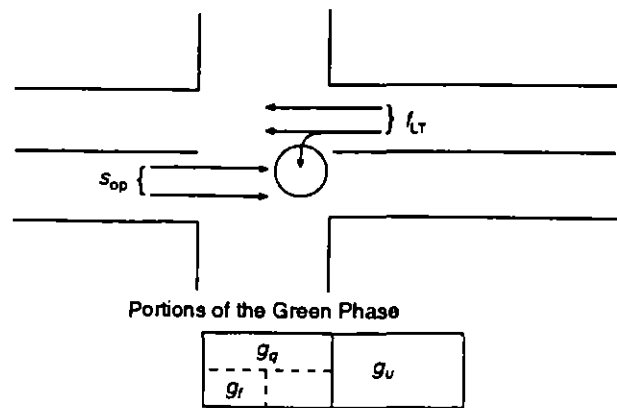 f_LT
s_op
Portions of the Green Phase
g_q
g_u
g_f